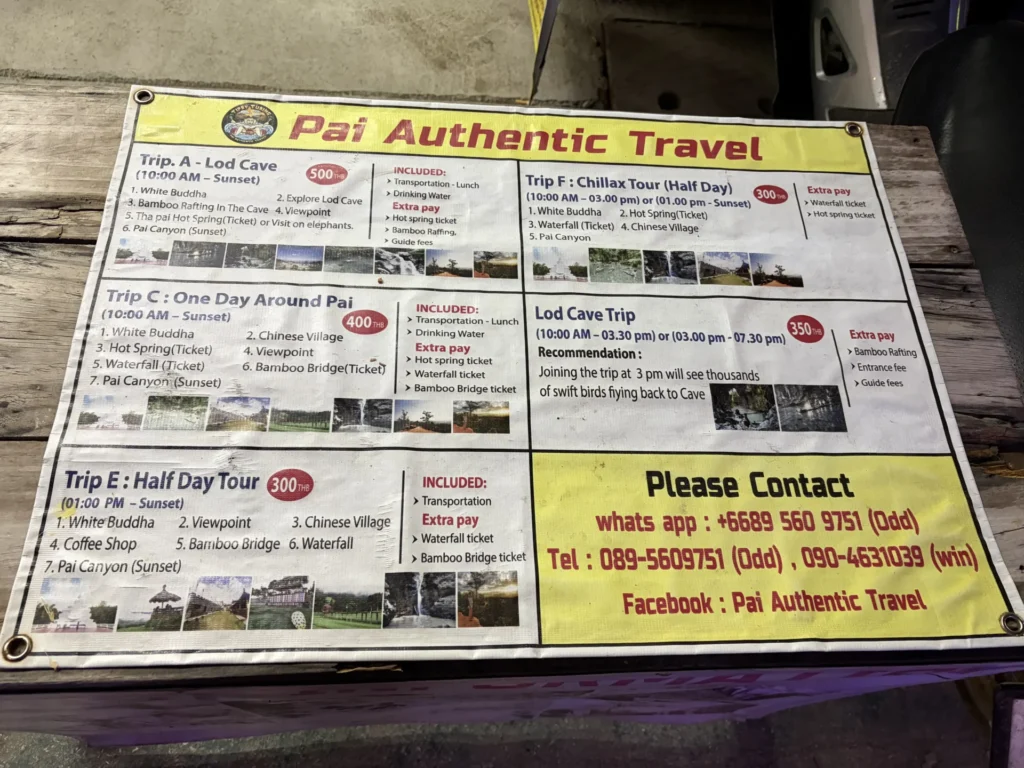 Pai Authentic Travel
Trip. A - Lod Cave
(10:00 AM – Sunset)
500THB
1. White Buddha
2. Explore Lod Cave
3. Bamboo Rafting In The Cave
4. Viewpoint
5. Tha pai Hot Spring(Ticket) or Visit on elephants.
6. Pai Canyon (Sunset)
INCLUDED:
> Transportation - Lunch
> Drinking Water
Extra pay
> Hot spring ticket
> Bamboo Raffing.
> Guide fees
Trip F : Chillax Tour (Half Day)
(10:00 AM – 03.00 pm) or (01.00 pm - Sunset)
300THB
1. White Buddha
2. Hot Spring(Ticket)
3. Waterfall (Ticket)
4. Chinese Village
5. Pai Canyon
Extra pay
> Waterfall ticket
> Hot spring ticket
Trip C : One Day Around Pai
(10:00 AM – Sunset)
400THB
1. White Buddha
2. Chinese Village
3. Hot Spring(Ticket)
4. Viewpoint
5. Waterfall (Ticket)
6. Bamboo Bridge(Ticket)
7. Pai Canyon (Sunset)
INCLUDED:
> Transportation - Lunch
> Drinking Water
Extra pay
> Hot spring ticket
> Waterfall ticket
> Bamboo Bridge ticket
Lod Cave Trip
(10:00 AM – 03.30 pm) or (03.00 pm - 07.30 pm)
350THB
Recommendation :
Joining the trip at 3 pm will see thousands
of swift birds fiying back to Cave
Extra pay
> Bamboo Rafting
> Entrance fee
> Guide fees
Trip E : Half Day Tour
300THB
(01:00 PM – Sunset)
1. White Buddha
2. Viewpoint
3. Chinese Village
4. Coffee Shop
5. Bamboo Bridge
6. Waterfall
7. Pai Canyon (Sunset)
INCLUDED:
> Transportation
Extra pay
> Waterfall ticket
> Bamboo Bridge ticket
Please Contact
whats app : +6689 560 9751 (Odd)
Tel : 089-5609751 (Odd) , 090-4631039 (win)
Facebook : Pai Authentic Travel